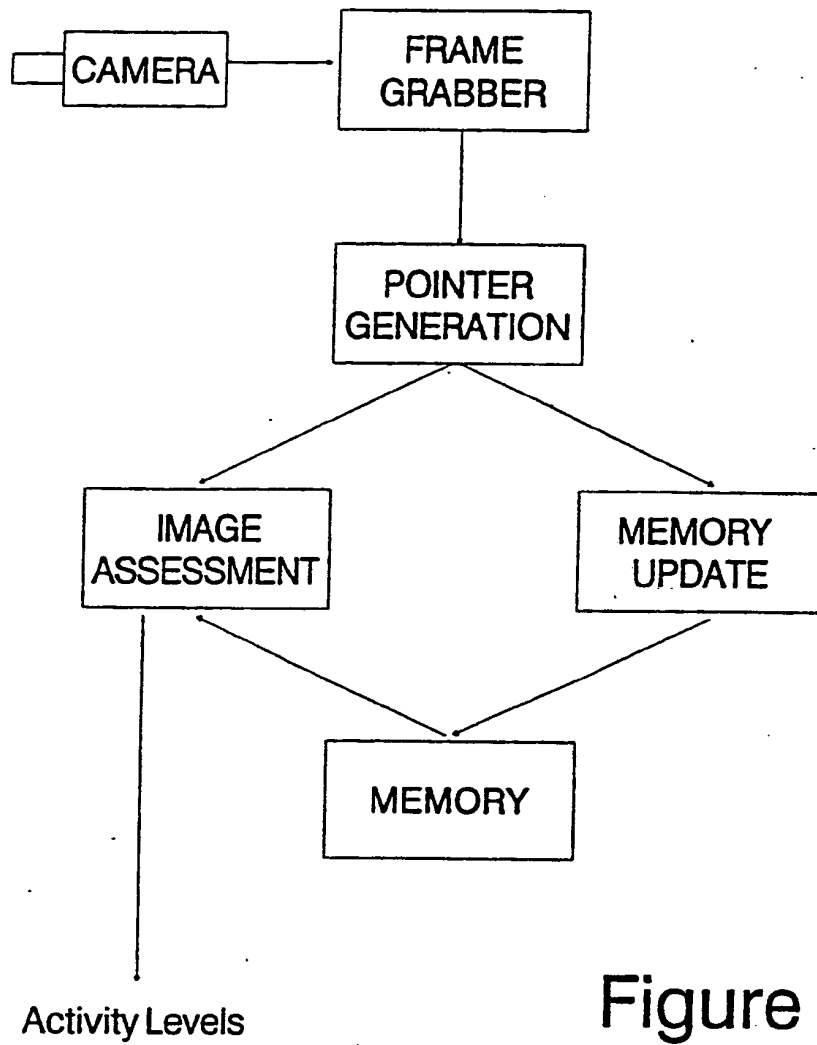 CAMERA
FRAME
GRABBER
POINTER
GENERATION
IMAGE
ASSESSMENT
MEMORY
UPDATE
MEMORY
Activity Levels
Figure